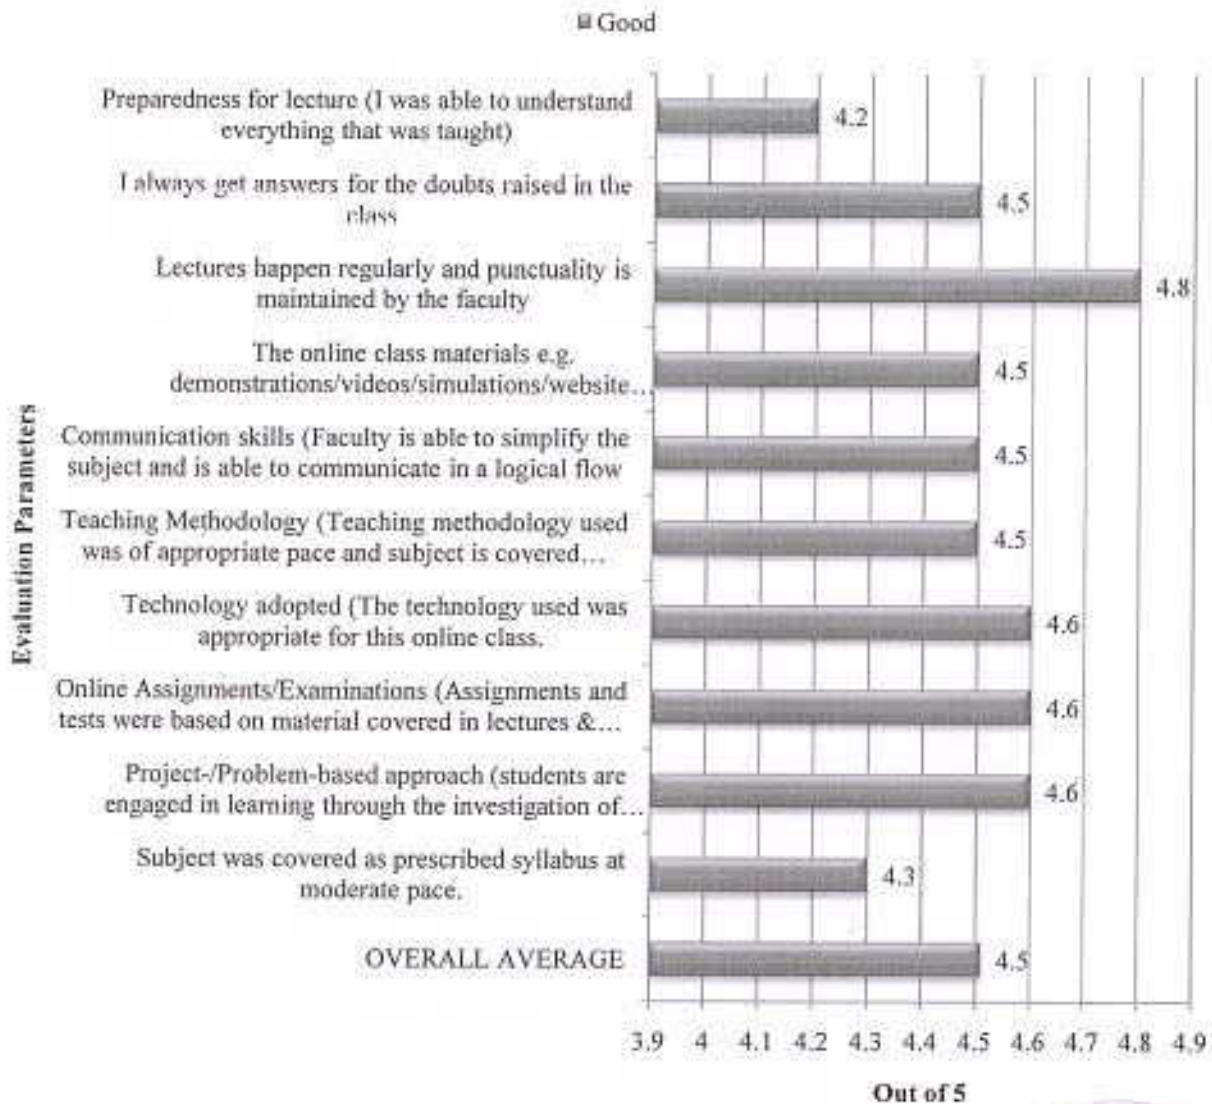 Good
Preparedness for lecture (I was able to understand
everything that was taught)
4.2
I always get answers for the doubts raised in the
class
4.5
Lectures happen regularly and punctuality is
maintained by the faculty
4.8
The online class materials e.g.
demonstrations/videos/simulations/website…
4.5
Communication skills (Faculty is able to simplify the
subject and is able to communicate in a logical flow
4.5
Teaching Methodology (Teaching methodology used
was of appropriate pace and subject is covered…
4.5
Technology adopted (The technology used was
appropriate for this online class.
4.6
Online Assignments/Examinations (Assignments and
tests were based on material covered in lectures &…
4.6
Project-/Problem-based approach (students are
engaged in learning through the investigation of…
4.6
Subject was covered as prescribed syllabus at
moderate pace.
4.3
OVERALL AVERAGE
4.5
Evaluation Parameters
3.9 4 4.1 4.2 4.3 4.4 4.5 4.6 4.7 4.8 4.9
Out of 5